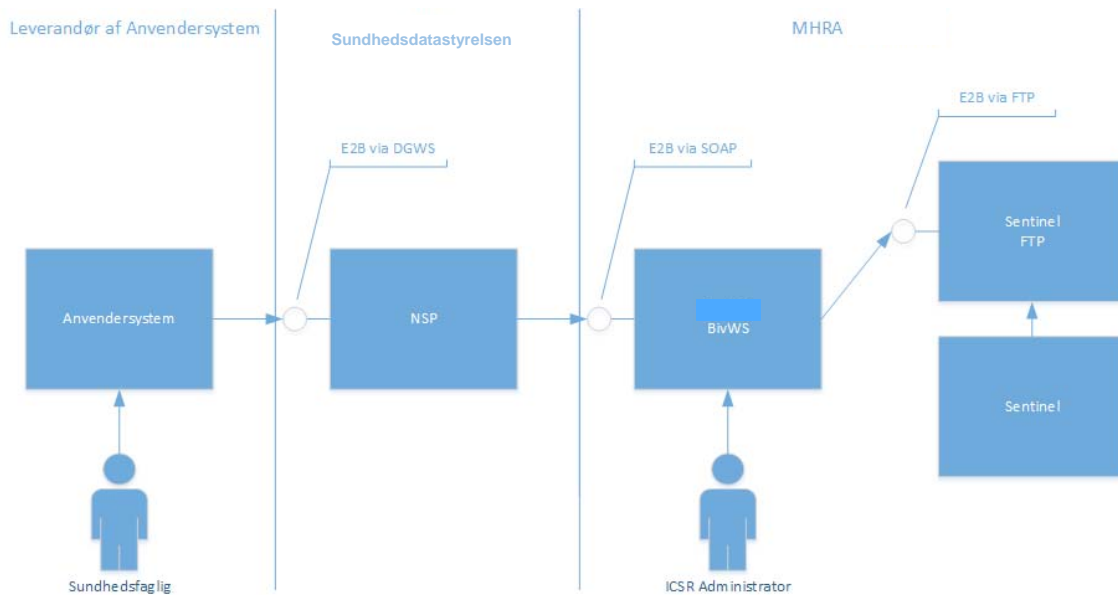 Leverandør af Anvendersystem
Sundhedsdatastyrelsen
MHRA
E2B via FTP
E2B via DGWS
E2B via SOAP
Sentinel
FTP
Anvendersystem
NSP
BivWS
Sentinel
Sundhedsfaglig
ICSR Administrator